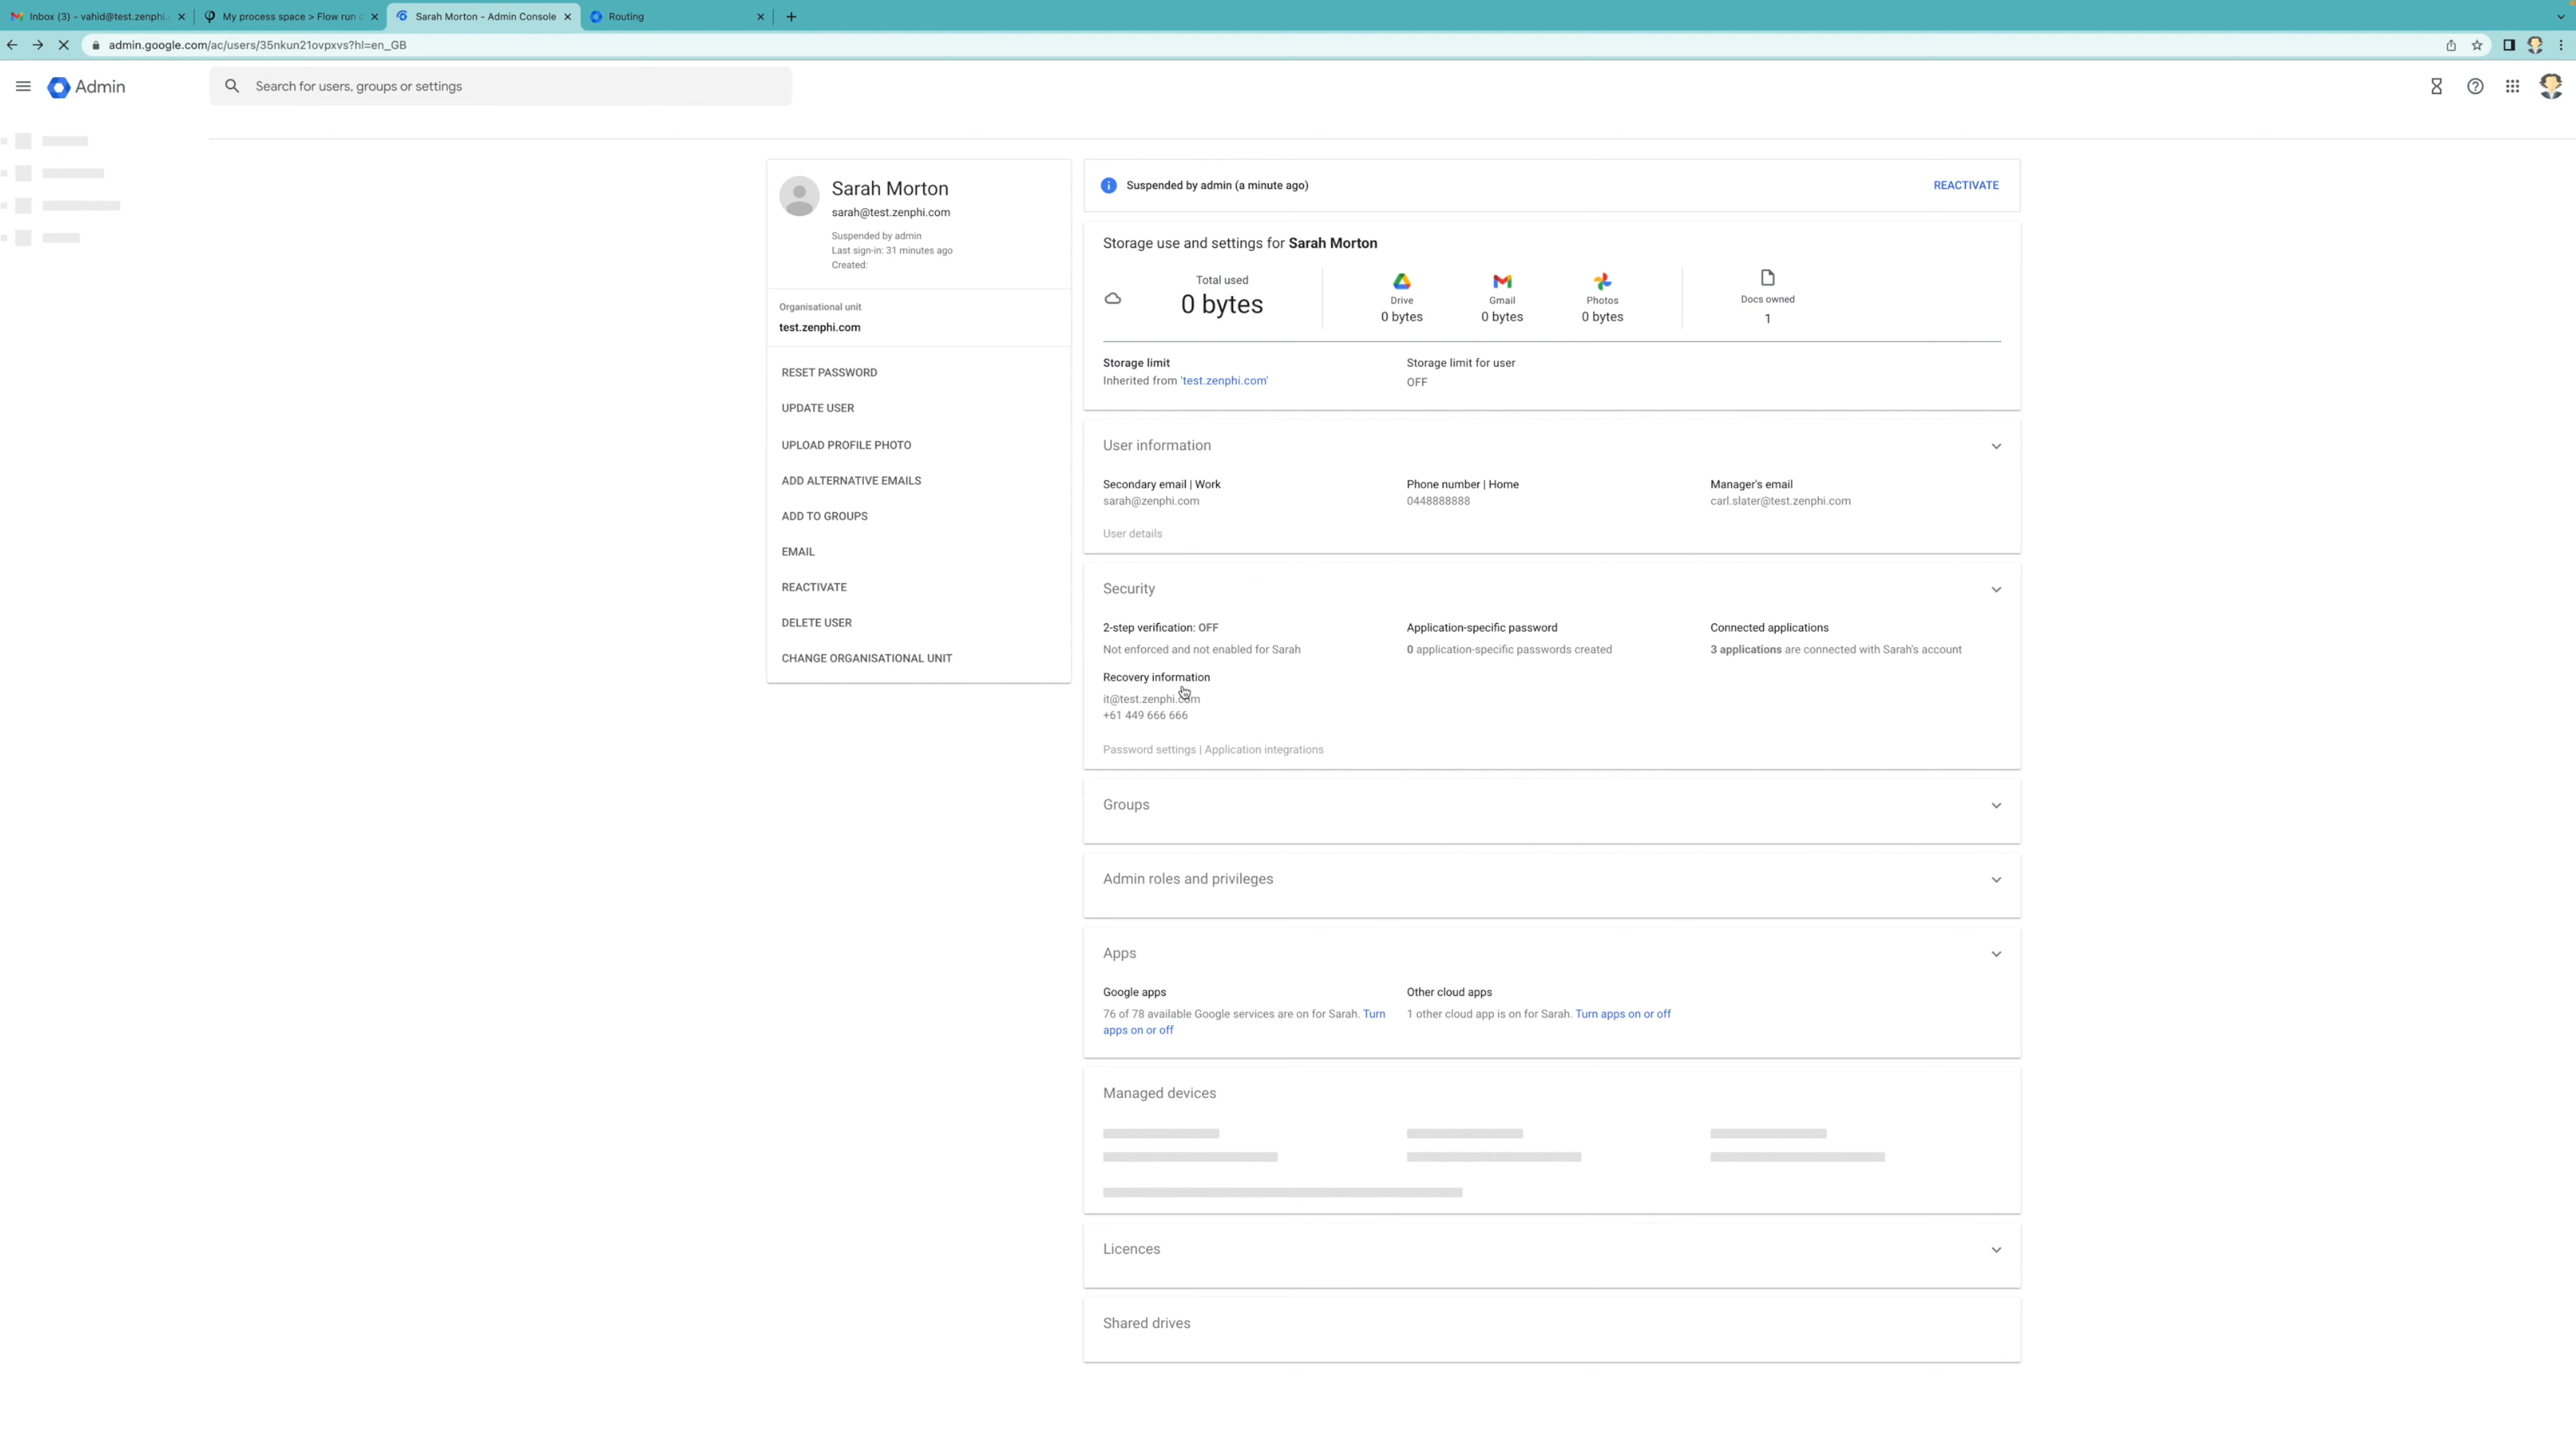 Inbox (3) - vahid@test.zenphi.
My process space > Flow run d
Sarah Morton - Admin Console
Routing
admin.google.com/ac/users/35nkun21ovpxvs?hl=en_GB
Admin
Search for users, groups or settings
Sarah Morton
sarah@test.zenphi.com
Suspended by admin
Last sign-in: 31 minutes ago
Created:
Organisational unit
test.zenphi.com
RESET PASSWORD
UPDATE USER
UPLOAD PROFILE PHOTO
ADD ALTERNATIVE EMAILS
ADD TO GROUPS
EMAIL
REACTIVATE
DELETE USER
CHANGE ORGANISATIONAL UNIT
Suspended by admin (a minute ago)
REACTIVATE
Storage use and settings for Sarah Morton
Total used
0 bytes
Drive
0 bytes
Gmail
0 bytes
Photos
0 bytes
Docs owned
1
Storage limit
Inherited from 'test.zenphi.com'
Storage limit for user
OFF
User information
Secondary email | Work
sarah@zenphi.com
Phone number | Home
0448888888
Manager's email
carl.slater@test.zenphi.com
User details
Security
2-step verification: OFF
Not enforced and not enabled for Sarah
Application-specific password
0 application-specific passwords created
Connected applications
3 applications are connected with Sarah's account
Recovery information
it@test.zenphi.com
+61 449 666 666
Password settings | Application integrations
Groups
Admin roles and privileges
Apps
Google apps
76 of 78 available Google services are on for Sarah. Turn
apps on or off
Other cloud apps
1 other cloud app is on for Sarah. Turn apps on or off
Managed devices
Licences
Shared drives